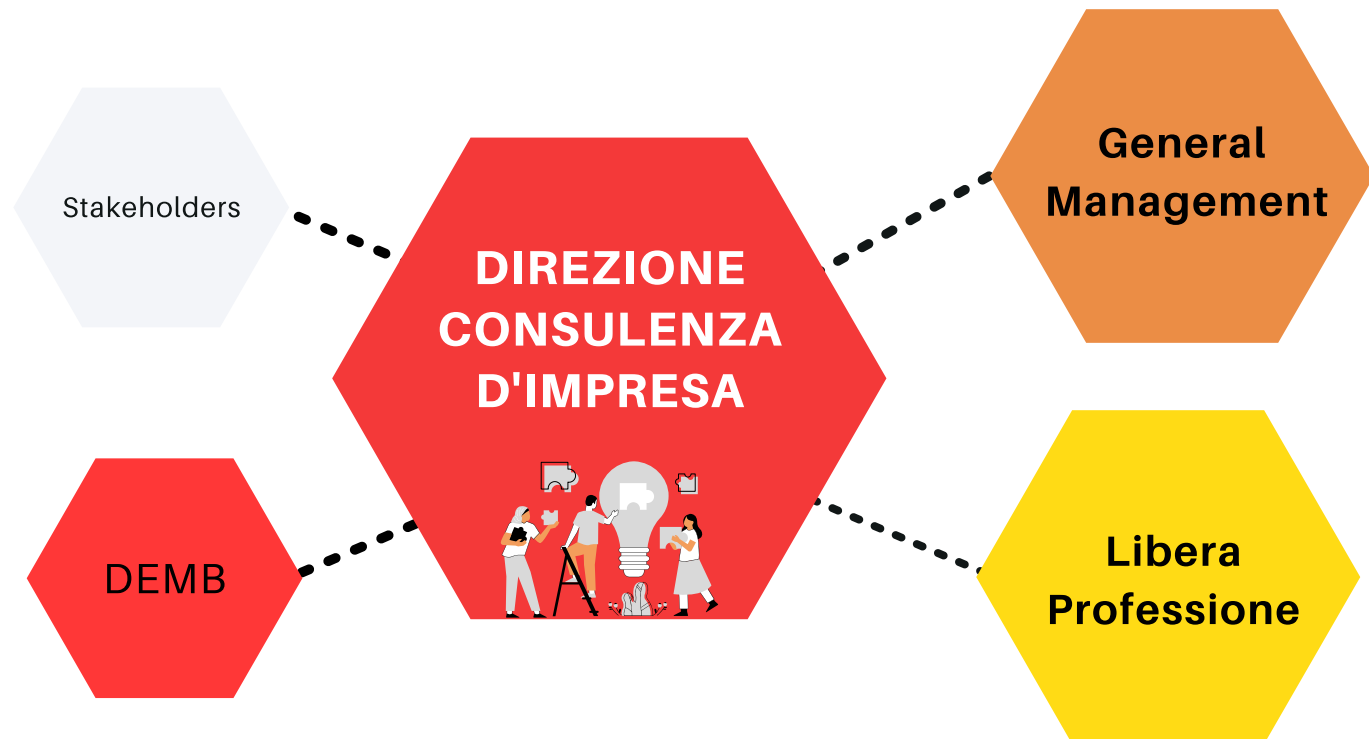 Stakeholders
DIREZIONE
CONSULENZA
D'IMPRESA
General
Management
DEMB
Libera
Professione